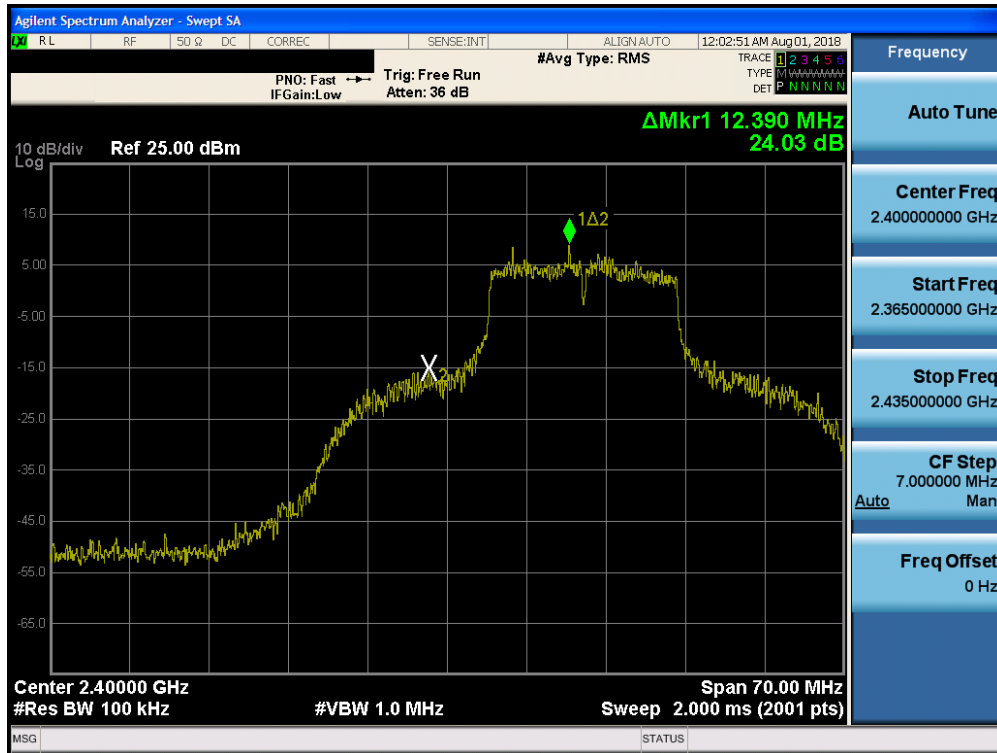 Agilent Spectrum Analyzer - Swept SA
LXI RL RF 50 Ω DC CORREC SENSE:INT ALIGN AUTO 12:02:51 AM Aug 01, 2018
Frequency
#Avg Type: RMS
TRACE 1 2 3 4 5 6
PNO: Fast Trig: Free Run
TYPE M WWWWW
IFGain:Low Atten: 36 dB
DET P N N N N N
Auto Tune
ΔMkr1 12.390 MHz
24.03 dB
10 dB/div Ref 25.00 dBm
Log
15.0
1Δ2
5.00
-5.00
-15.0
X2
-25.0
-35.0
-45.0
-55.0
-65.0
Center Freq
2.400000000 GHz
Start Freq
2.365000000 GHz
Stop Freq
2.435000000 GHz
CF Step
7.000000 MHz
Auto Man
Freq Offset
0 Hz
Center 2.40000 GHz Span 70.00 MHz
#Res BW 100 kHz #VBW 1.0 MHz Sweep 2.000 ms (2001 pts)
MSG STATUS